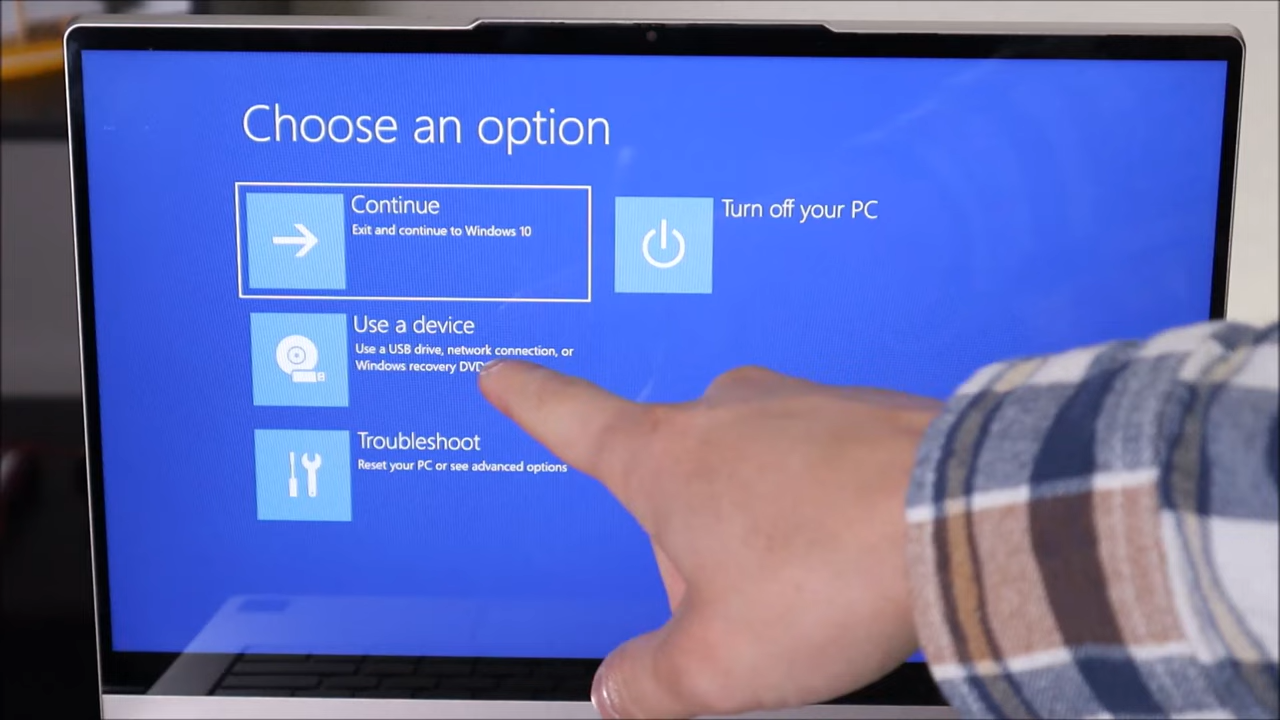 Choose an option
Continue
Exit and continue to Windows 10
Turn off your PC
Use a device
Use a USB drive, network connection, or
Windows recovery DVD
Troubleshoot
Reset your PC or see advanced options